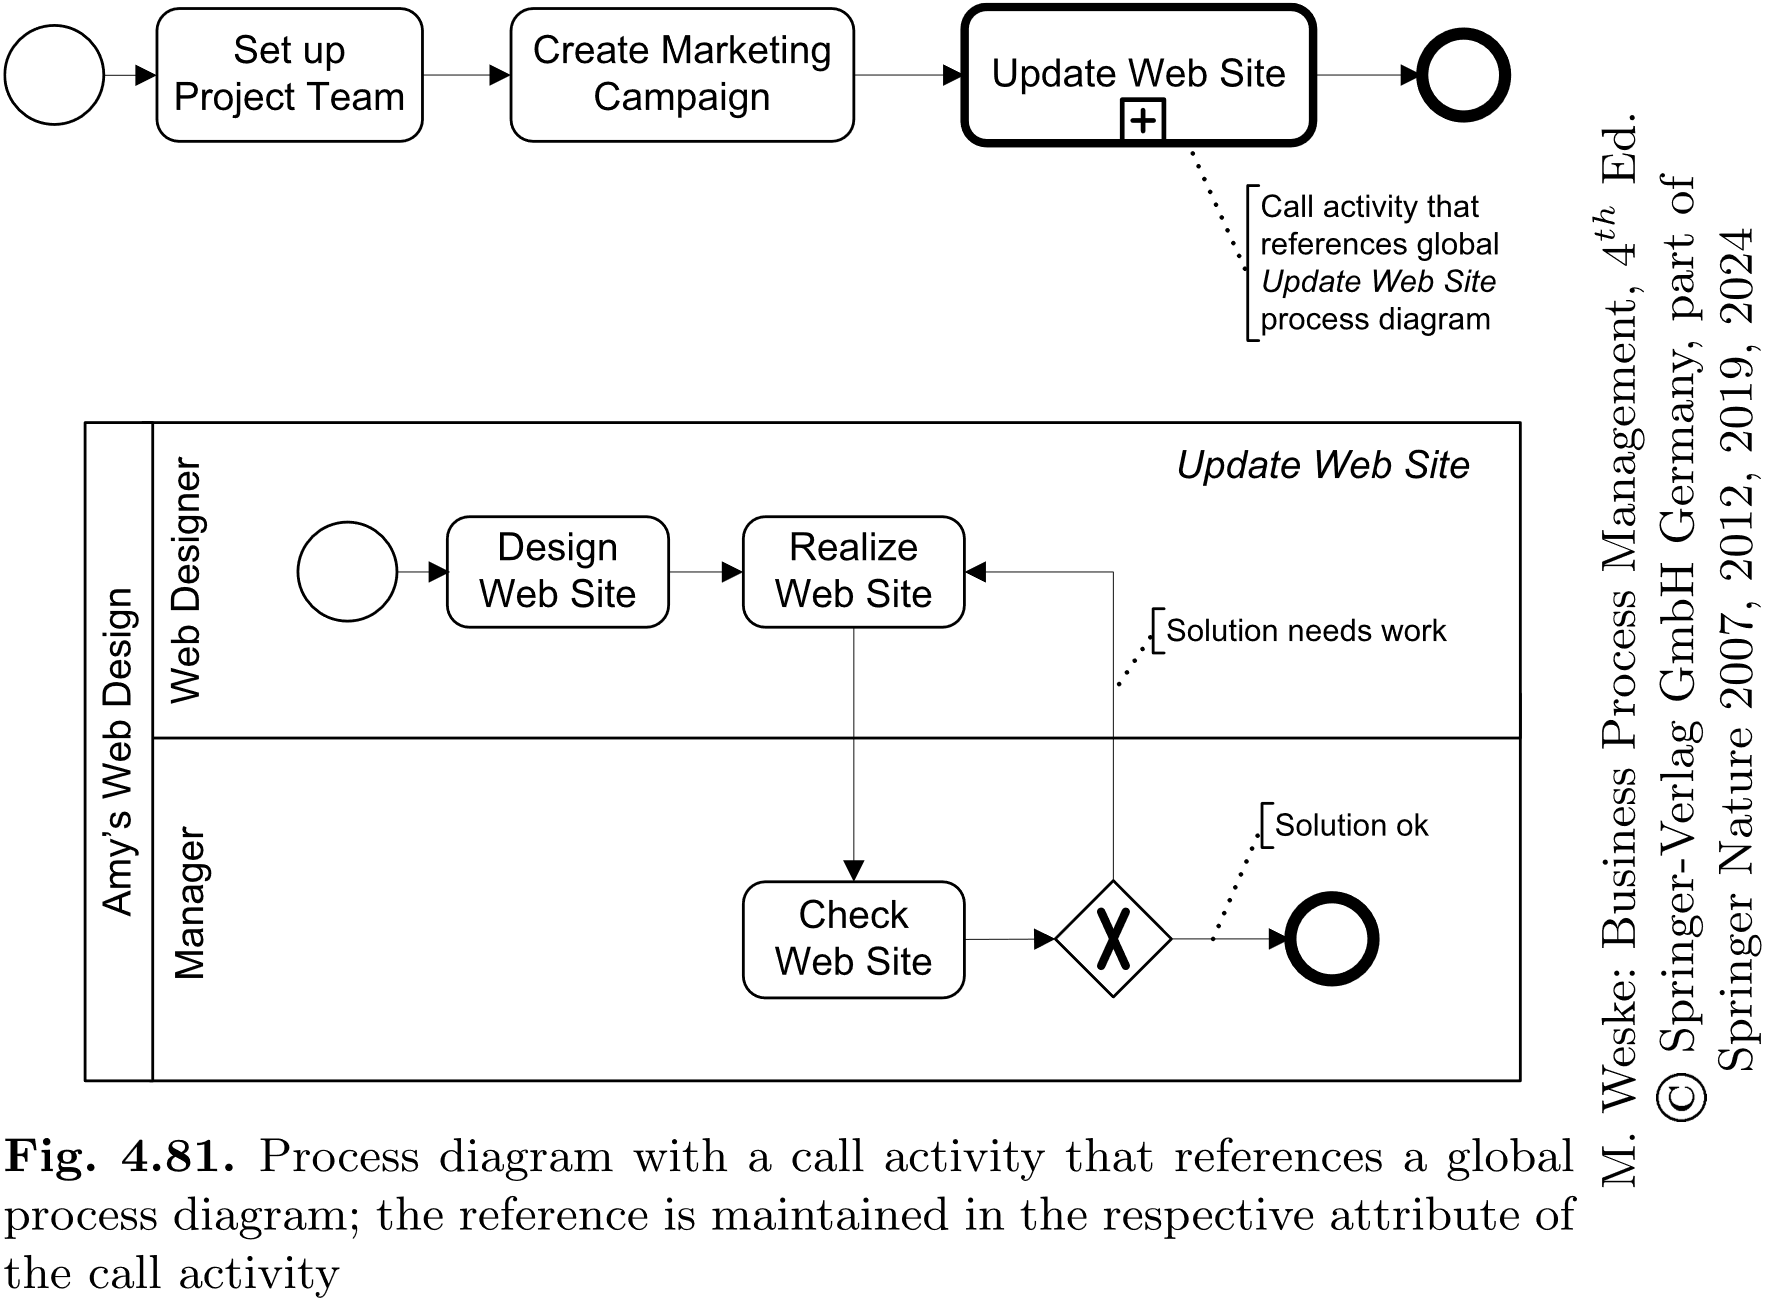 Set up
Project Team
Create Marketing
Campaign
Update Web Site
Call activity that
references global
Update Web Site
process diagram
Amy's Web Design
Web Designer
Update Web Site
Design
Web Site
Realize
Web Site
Solution needs work
Manager
Solution ok
Check
Web Site
X
Fig. 4.81. Process diagram with a call activity that references a global
process diagram; the reference is maintained in the respective attribute of
the call activity
M. Weske: Business Process Management, 4th Ed.
© Springer-Verlag GmbH Germany, part of
Springer Nature 2007, 2012, 2019, 2024